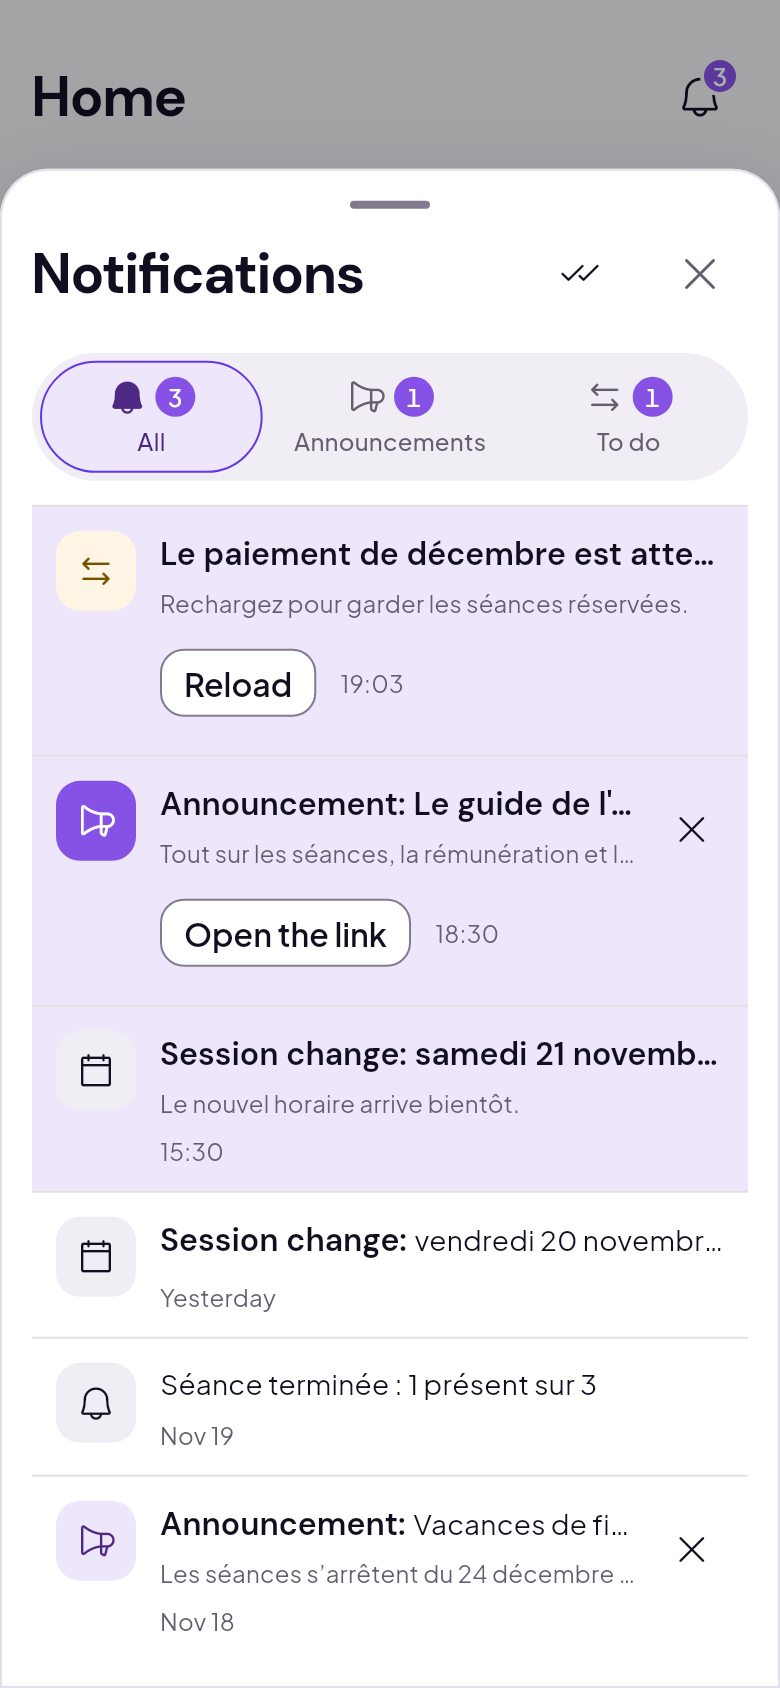 Home
3
Notifications
3
1
1
All
Announcements
To do
Le paiement de décembre est atte...
Rechargez pour garder les séances réservées.
Reload
19:03
Announcement: Le guide de l'...
Tout sur les séances, la rémunération et l...
Open the link
18:30
Session change: samedi 21 novemb...
Le nouvel horaire arrive bientôt.
15:30
Session change: vendredi 20 novembr...
Yesterday
Séance terminée : 1 présent sur 3
Nov 19
Announcement: Vacances de fi...
Les séances s’arrêtent du 24 décembre ...
Nov 18